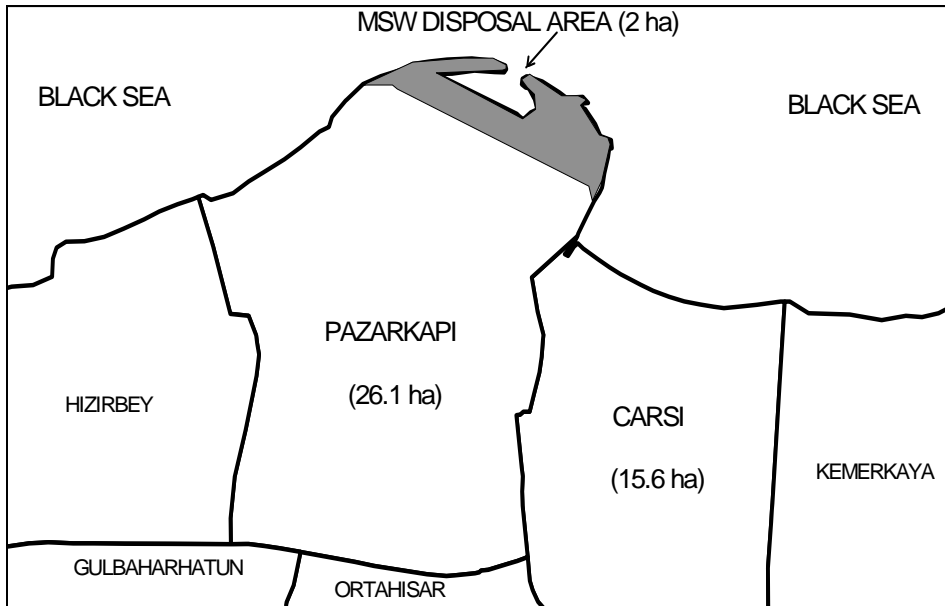 MSW DISPOSAL AREA (2 ha)
BLACK SEA
BLACK SEA
PAZARKAPI
(26.1 ha)
HIZIRBEY
CARSI
(15.6 ha)
KEMERKAYA
GULBAHARHATUN
ORTAHISAR